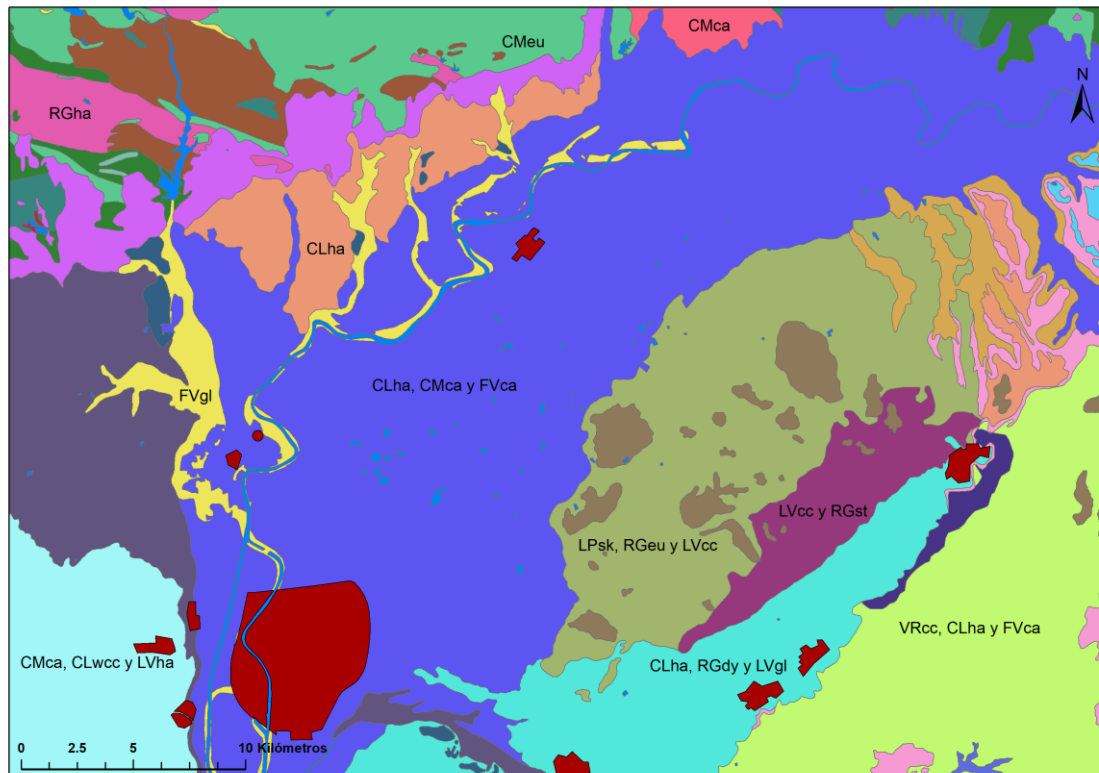 CMca
CMeu
N
RGha
CLha
FVgl
CLha, CMca y FVca
LVcc y RGst
LPsk, RGeu y LVcc
VRcc, CLha y FVca
CMca, CLwcc y LVha
CLha, RGdy y LVgl
0 2.5 5 10 Kilómetros